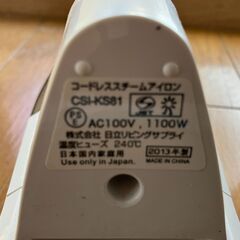 コードレススチームアイロン
CSI-KS81
PS
E
JET
AC100V, 1100W
株式会社 日立リビングサプライ
温度ヒューズ 240℃
日本国内家庭用
Use only in Japan.
2013年製
MADE IN CHINA